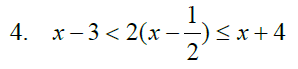 4. x − 3 < 2(x − 1/2) ≤ x + 4